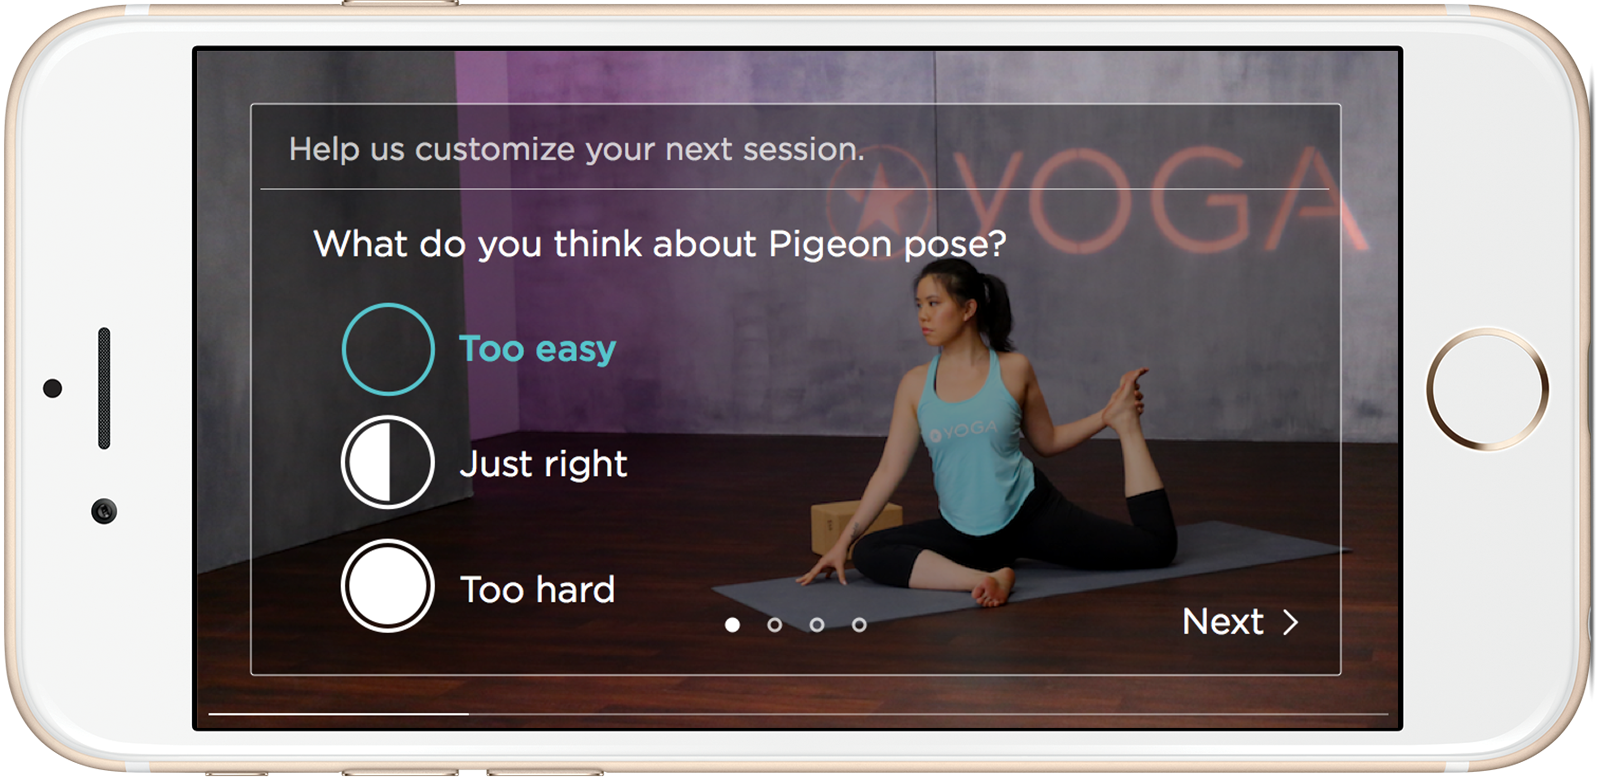 Help us customize your next session.
YOGA
What do you think about Pigeon pose?
Too easy
YOGA
Just right
Too hard
Next